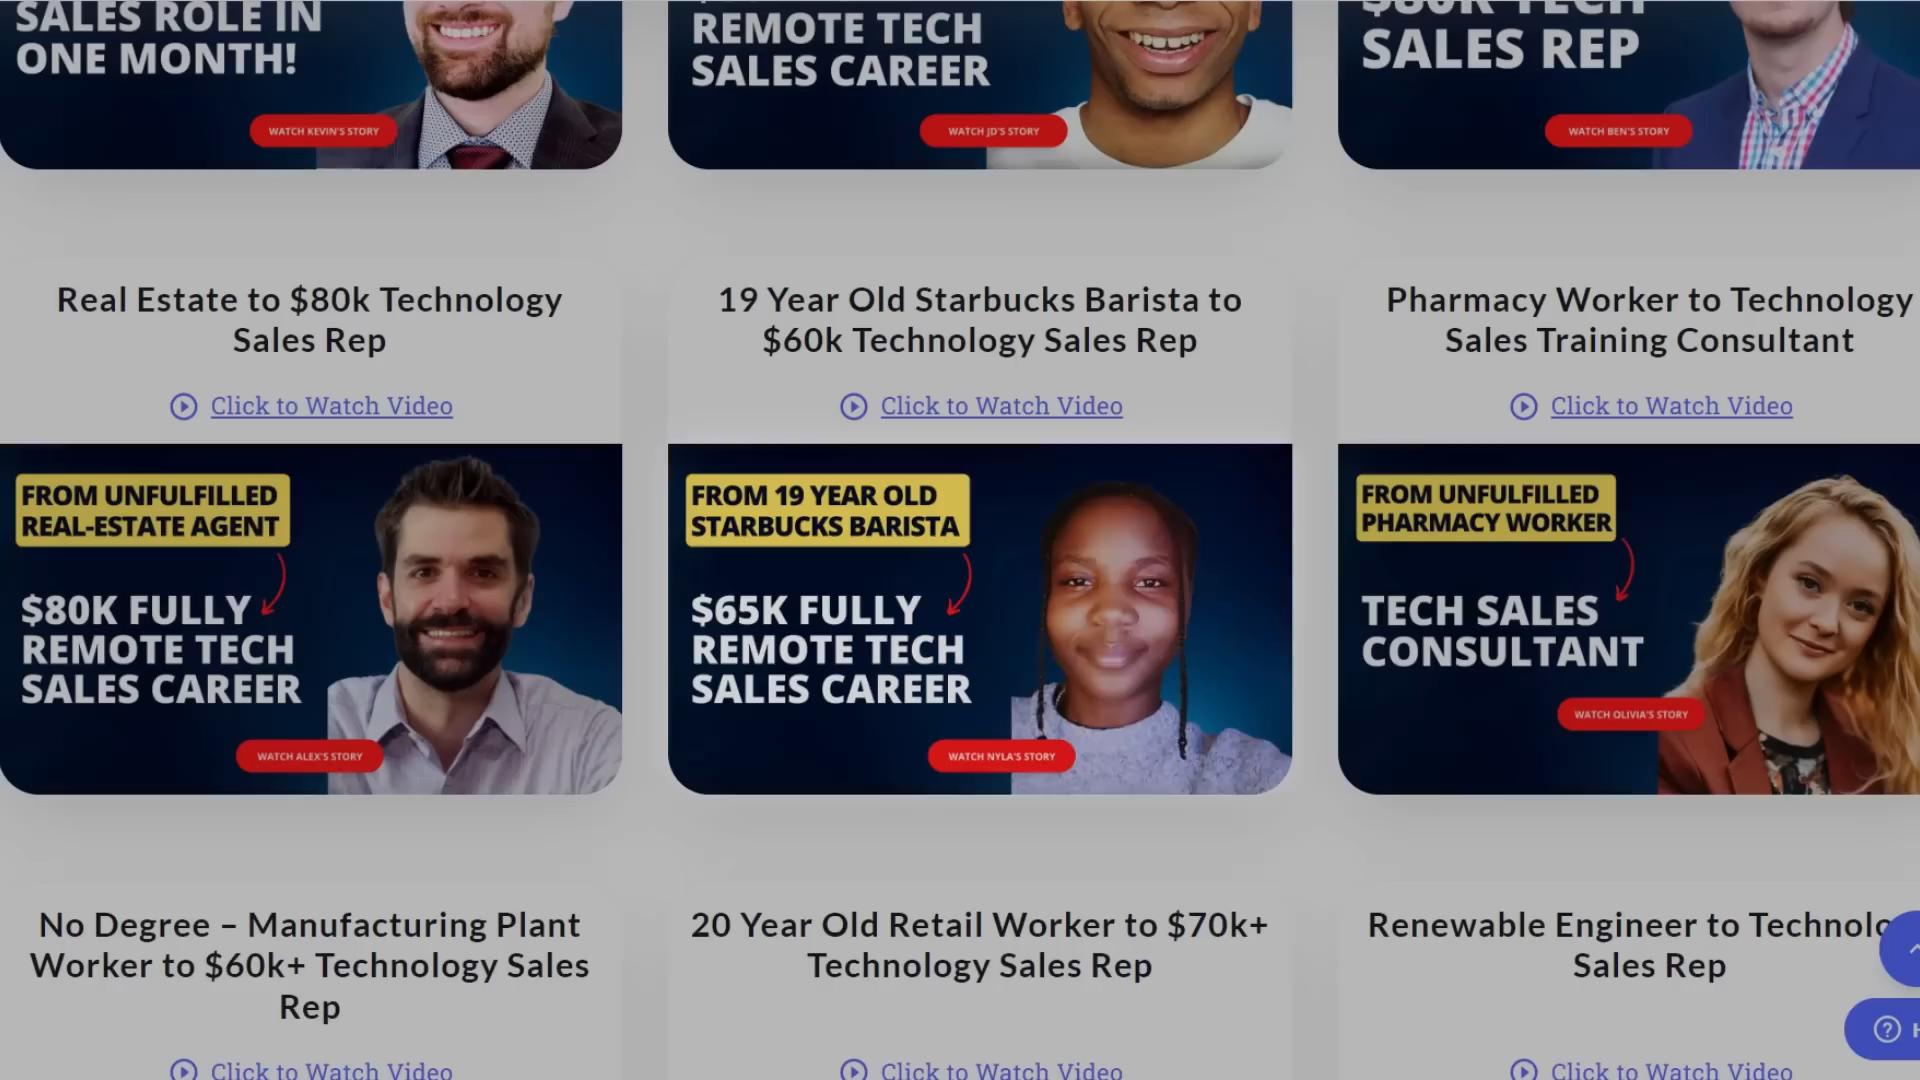 SALES ROLE IN
ONE MONTH!
WATCH KEVIN'S STORY
REMOTE TECH
SALES CAREER
WATCH JD'S STORY
$80K TECH
SALES REP
WATCH BEN'S STORY
Real Estate to $80k Technology
Sales Rep
Click to Watch Video
19 Year Old Starbucks Barista to
$60k Technology Sales Rep
Click to Watch Video
Pharmacy Worker to Technology
Sales Training Consultant
Click to Watch Video
FROM UNFULFILLED
REAL-ESTATE AGENT
$80K FULLY
REMOTE TECH
SALES CAREER
WATCH ALEX'S STORY
FROM 19 YEAR OLD
STARBUCKS BARISTA
$65K FULLY
REMOTE TECH
SALES CAREER
WATCH NYLA'S STORY
FROM UNFULFILLED
PHARMACY WORKER
TECH SALES
CONSULTANT
WATCH OLIVIA'S STORY
No Degree – Manufacturing Plant
Worker to $60k+ Technology Sales
Rep
Click to Watch Video
20 Year Old Retail Worker to $70k+
Technology Sales Rep
Click to Watch Video
Renewable Engineer to Technolo
Sales Rep
Click to Watch Video